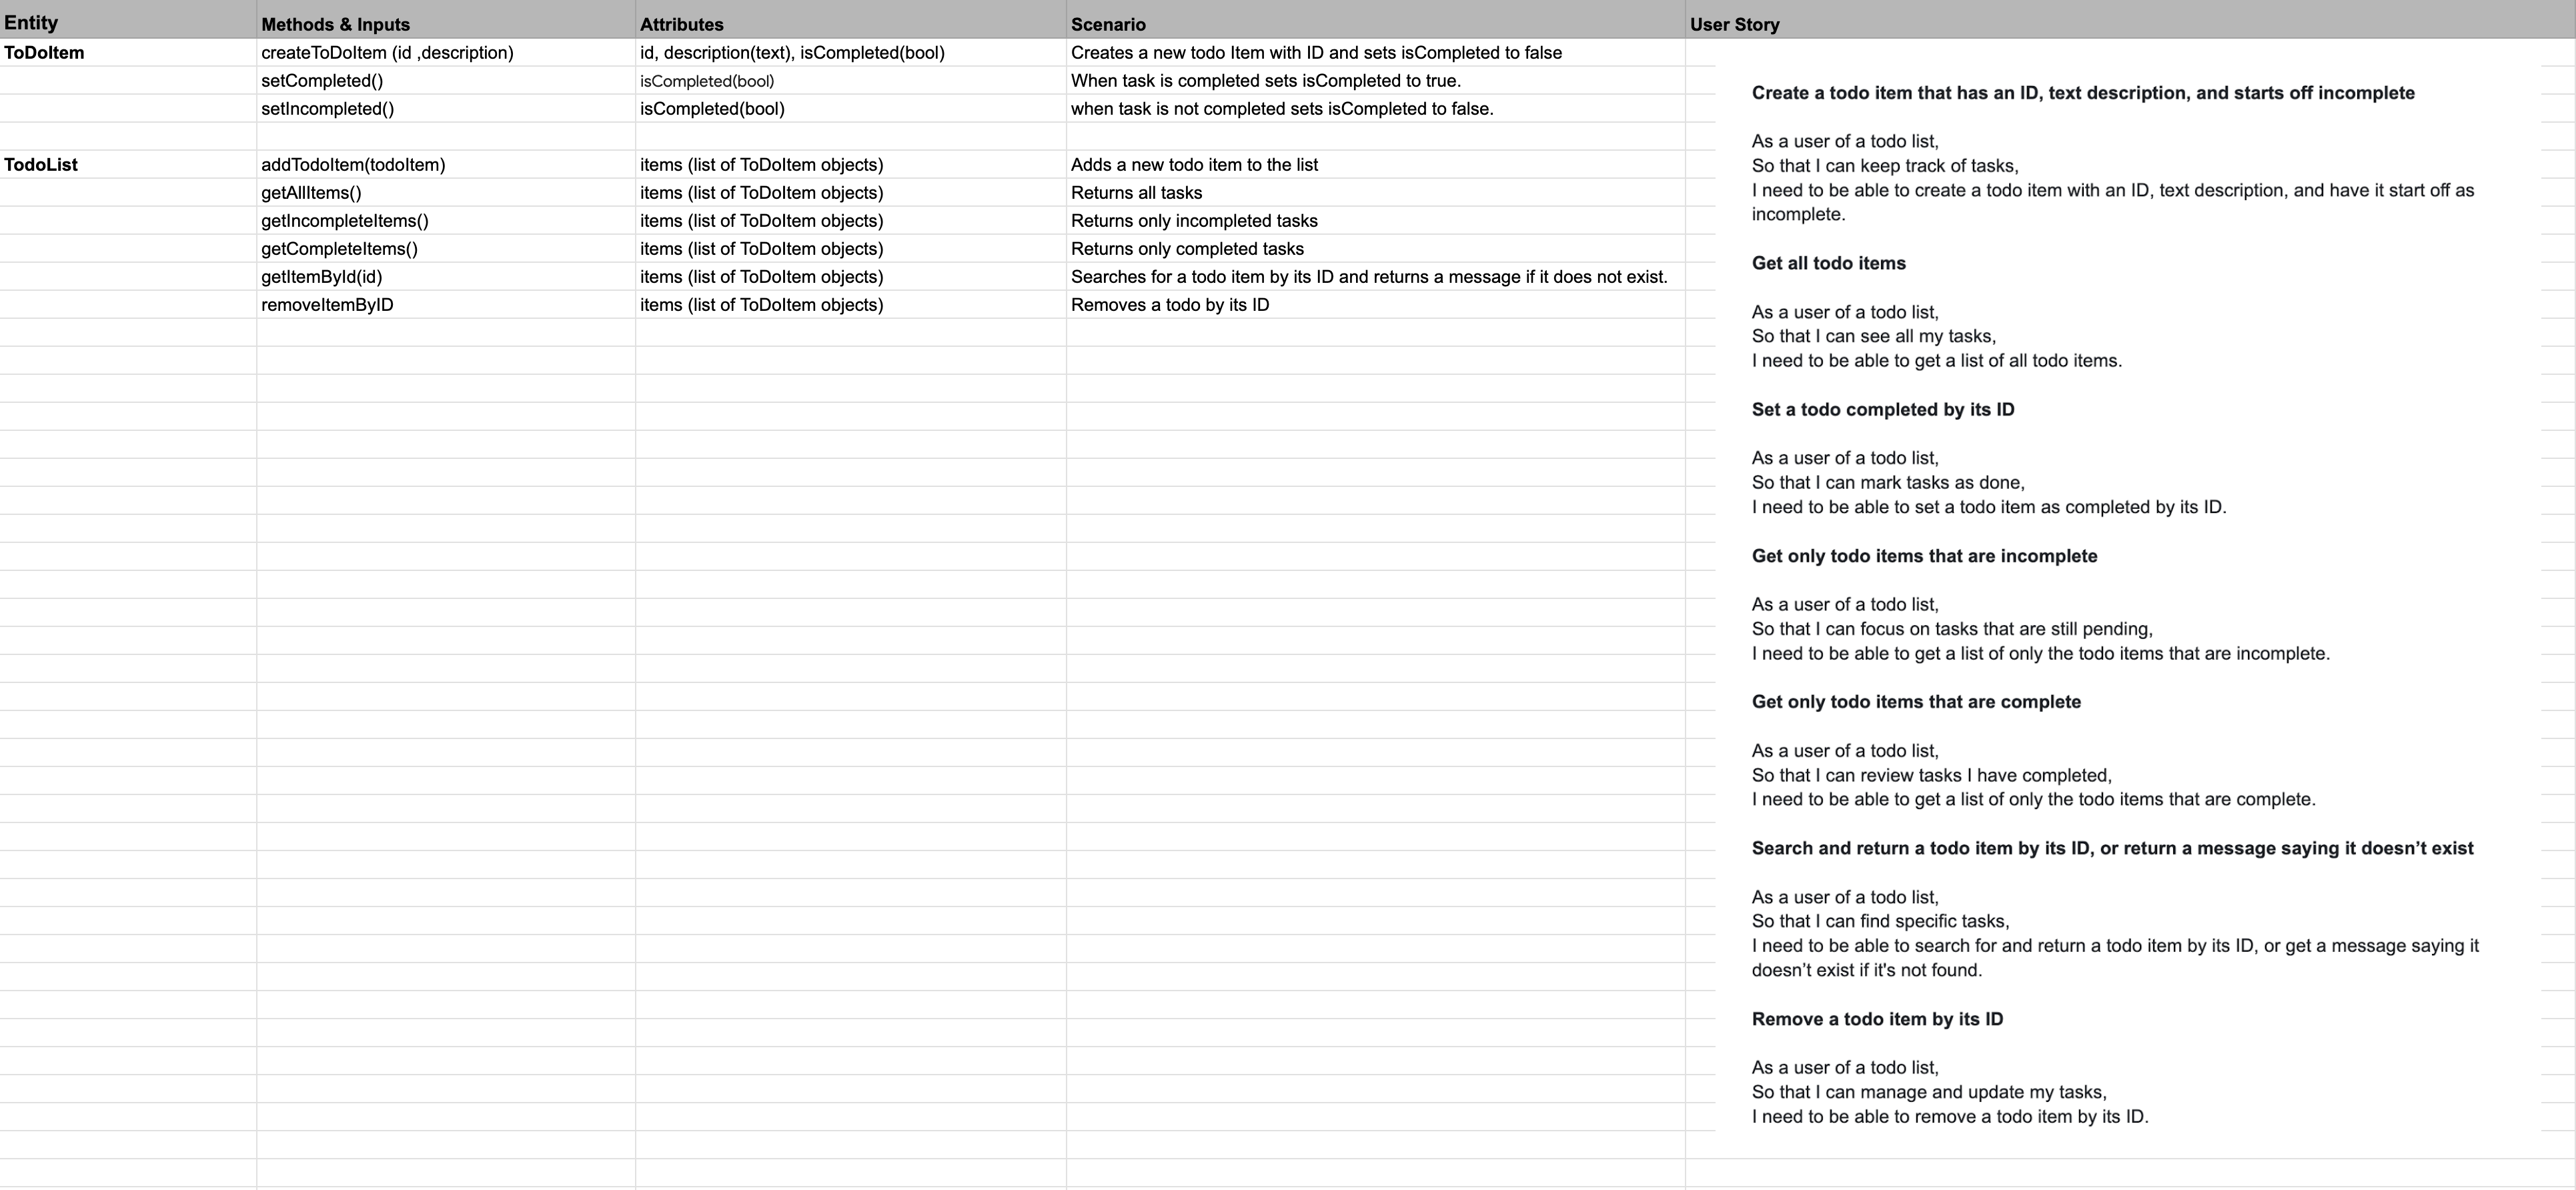 Entity Methods & Inputs Attributes Scenario User Story
ToDoItem createToDoItem (id ,description) id, description(text), isCompleted(bool) Creates a new todo Item with ID and sets isCompleted to false
setCompleted() isCompleted(bool) When task is completed sets isCompleted to true.
setIncompleted() isCompleted(bool) when task is not completed sets isCompleted to false.
TodoList addTodoItem(todoItem) items (list of ToDoItem objects) Adds a new todo item to the list
getAllItems() items (list of ToDoItem objects) Returns all tasks
getIncompleteItems() items (list of ToDoItem objects) Returns only incompleted tasks
getCompleteItems() items (list of ToDoItem objects) Returns only completed tasks
getItemById(id) items (list of ToDoItem objects) Searches for a todo item by its ID and returns a message if it does not exist.
removeItemByID items (list of ToDoItem objects) Removes a todo by its ID
Create a todo item that has an ID, text description, and starts off incomplete
As a user of a todo list,
So that I can keep track of tasks,
I need to be able to create a todo item with an ID, text description, and have it start off as
incomplete.
Get all todo items
As a user of a todo list,
So that I can see all my tasks,
I need to be able to get a list of all todo items.
Set a todo completed by its ID
As a user of a todo list,
So that I can mark tasks as done,
I need to be able to set a todo item as completed by its ID.
Get only todo items that are incomplete
As a user of a todo list,
So that I can focus on tasks that are still pending,
I need to be able to get a list of only the todo items that are incomplete.
Get only todo items that are complete
As a user of a todo list,
So that I can review tasks I have completed,
I need to be able to get a list of only the todo items that are complete.
Search and return a todo item by its ID, or return a message saying it doesn’t exist
As a user of a todo list,
So that I can find specific tasks,
I need to be able to search for and return a todo item by its ID, or get a message saying it
doesn’t exist if it's not found.
Remove a todo item by its ID
As a user of a todo list,
So that I can manage and update my tasks,
I need to be able to remove a todo item by its ID.